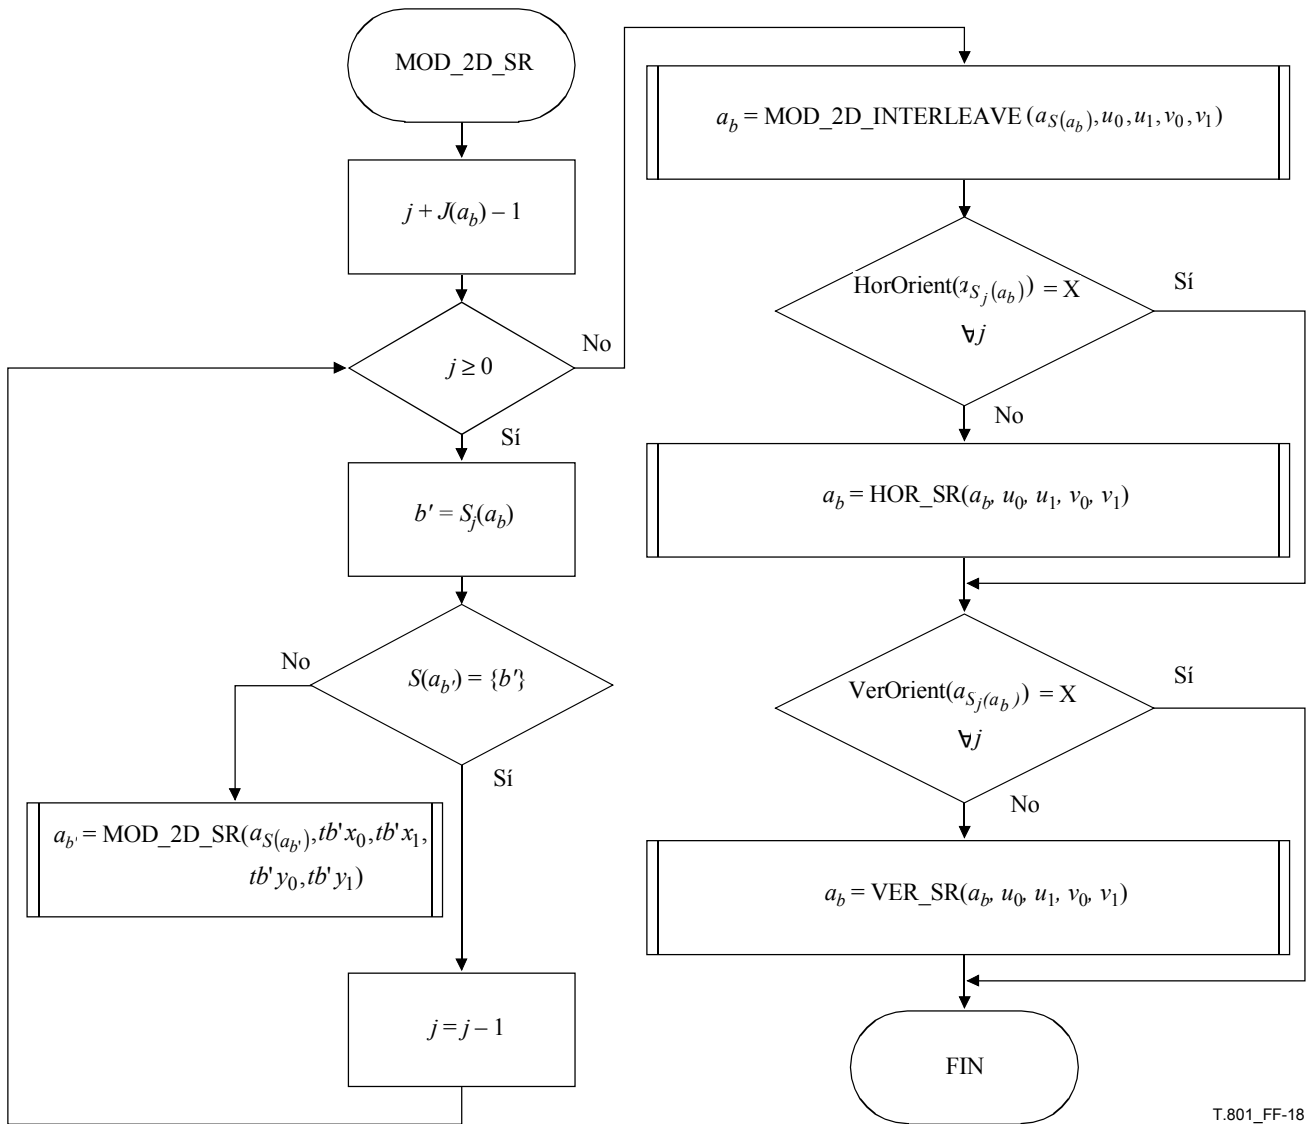 MOD_2D_SR
j + J(a_b) – 1
j ≥ 0
No
Sí
b′ = S_j(a_b)
S(a_b′) = {b′}
No
Sí
a_b′ = MOD_2D_SR(a_S(a_b′), tb'x_0, tb'x_1,
tb'y_0, tb'y_1)
j = j – 1
a_b = MOD_2D_INTERLEAVE (a_S(a_b), u_0, u_1, v_0, v_1)
HorOrient(a_S_j(a_b)) = X
∀j
Sí
No
a_b = HOR_SR(a_b, u_0, u_1, v_0, v_1)
VerOrient(a_S_j(a_b)) = X
∀j
Sí
No
a_b = VER_SR(a_b, u_0, u_1, v_0, v_1)
FIN
T.801_FF-18